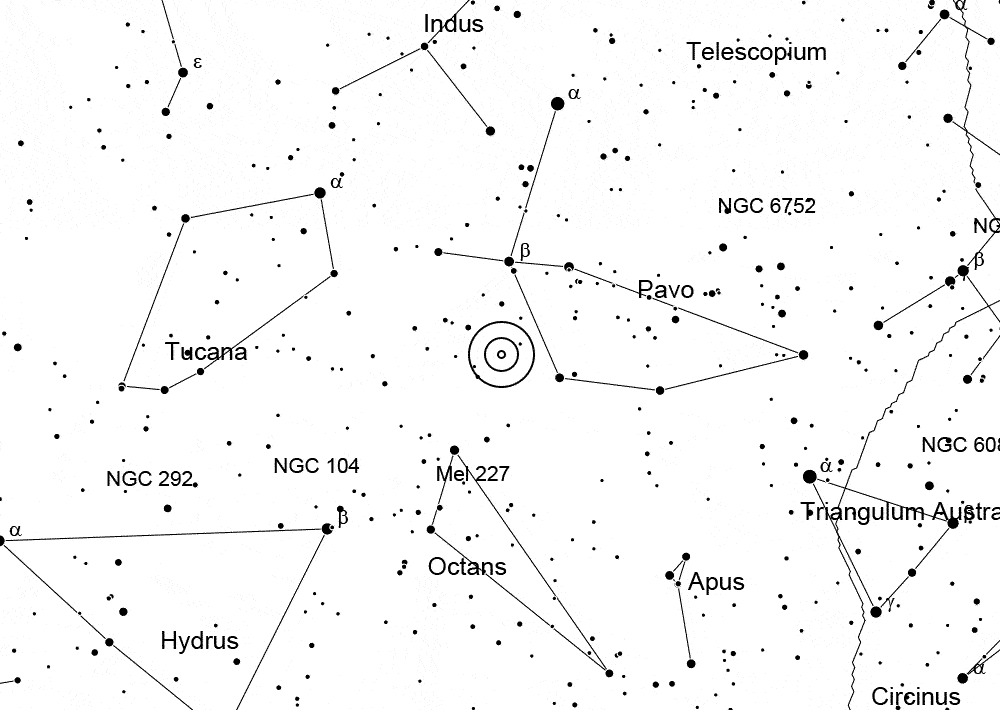 Indus
α
ε
Telescopium
α
α
NGC 6752
NG
β
β
Pavo
Tucana
NGC 608
NGC 104
α
NGC 292
Mel 227
β
Triangulum Austra
α
Octans
Apus
γ
Hydrus
α
Circinus